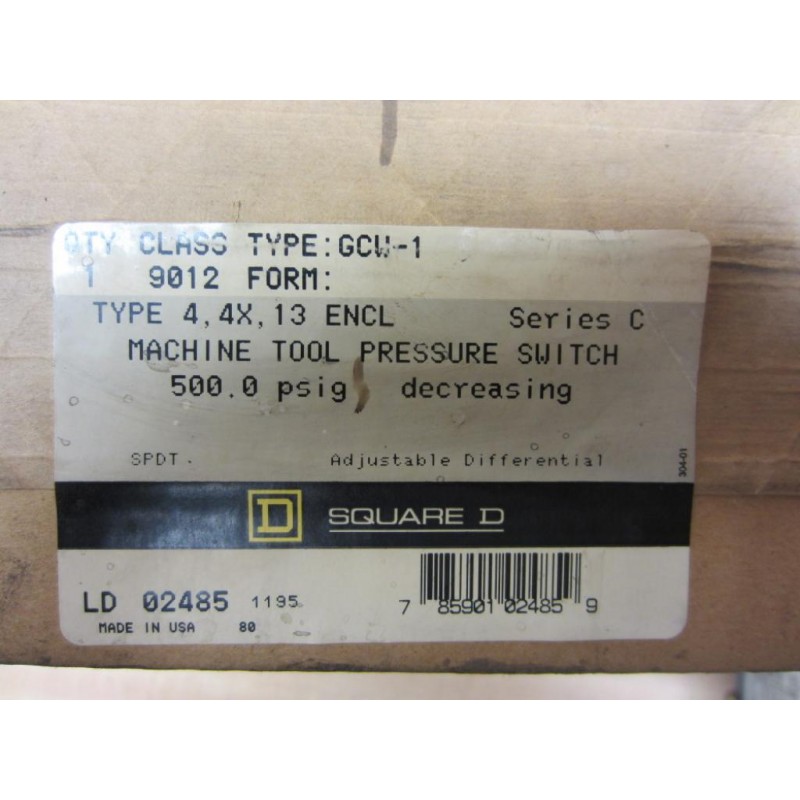 QTY CLASS TYPE:GCW-1
1 9012 FORM:
TYPE 4,4X,13 ENCL Series C
MACHINE TOOL PRESSURE SWITCH
500.0 psig decreasing
SPDT. Adjustable Differential
304-01
D SQUARE D
LD 02485 1195
7 85901 02485 9
MADE IN USA 80